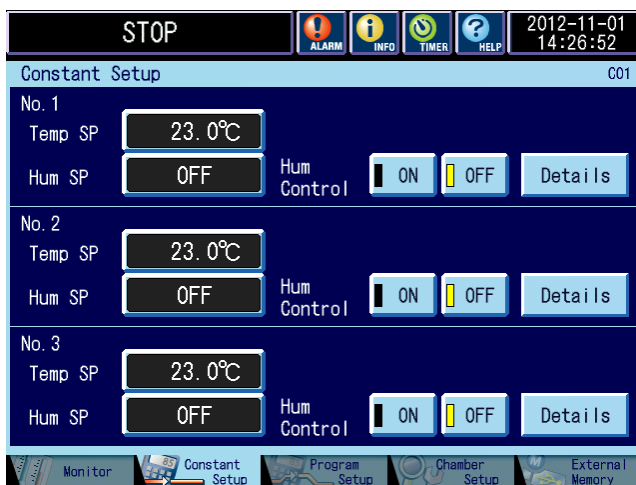 STOP
ALARM
INFO
TIMER
HELP
2012-11-01
14:26:52
Constant Setup
C01
No. 1
Temp SP
23. 0℃
Hum SP
OFF
Hum
Control
ON
OFF
Details
No. 2
Temp SP
23. 0℃
Hum SP
OFF
Hum
Control
ON
OFF
Details
No. 3
Temp SP
23. 0℃
Hum SP
OFF
Hum
Control
ON
OFF
Details
Monitor
85
Constant
Setup
Program
Setup
Chamber
Setup
M
External
Memory